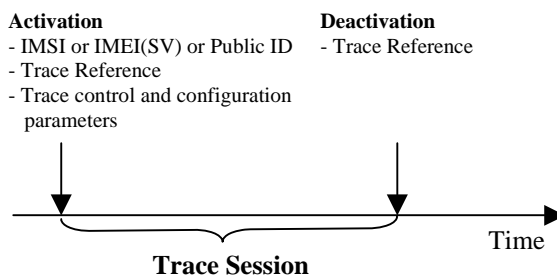 Activation
- IMSI or IMEI(SV) or Public ID
- Trace Reference
- Trace control and configuration
parameters
Deactivation
- Trace Reference
Time
Trace Session